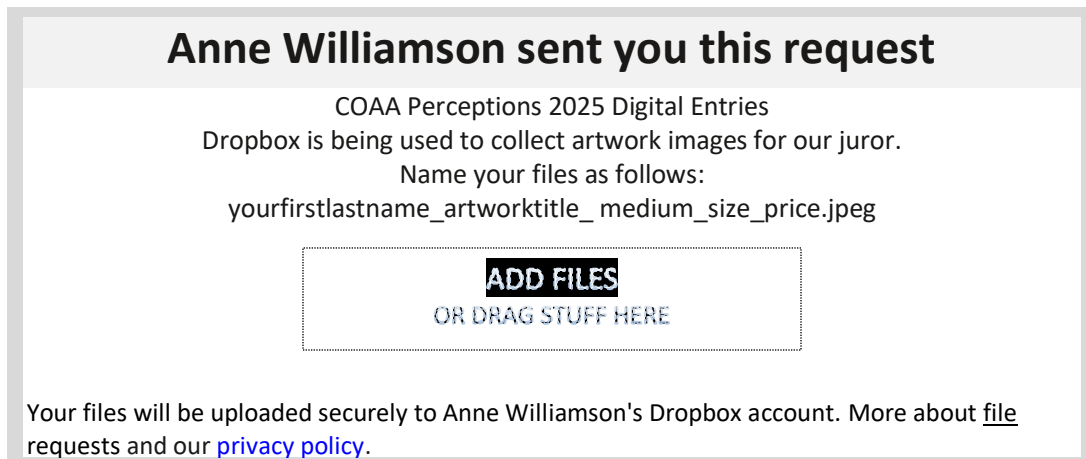 Anne Williamson sent you this request
COAA Perceptions 2025 Digital Entries
Dropbox is being used to collect artwork images for our juror.
Name your files as follows:
yourfirstlastname_artworktitle_ medium_size_price.jpeg
ADD FILES
OR DRAG STUFF HERE
Your files will be uploaded securely to Anne Williamson's Dropbox account. More about file
requests and our privacy policy.